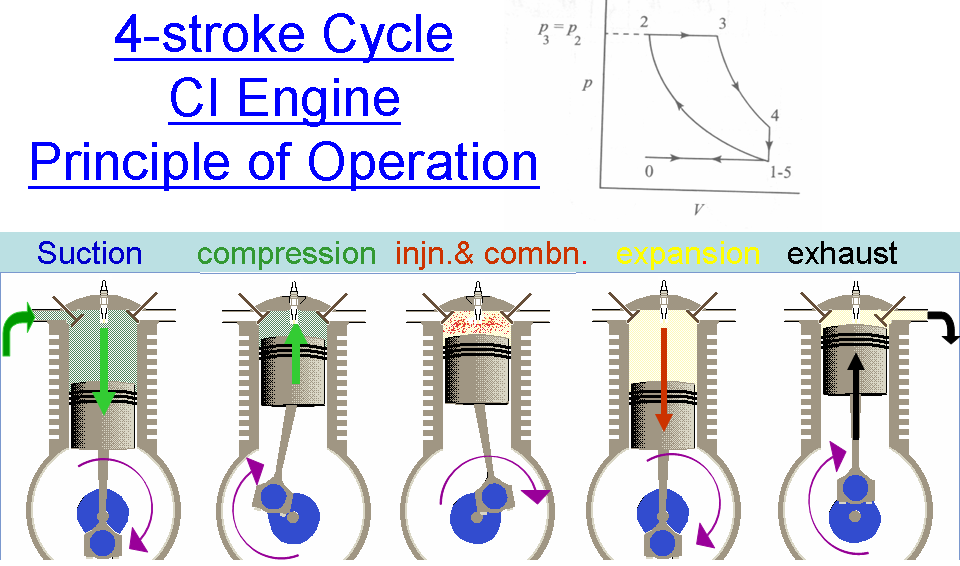 4-stroke Cycle
CI Engine
Principle of Operation
p3 = p2
2
3
p
4
0
1-5
V
Suction compression injn.& combn. expansion exhaust